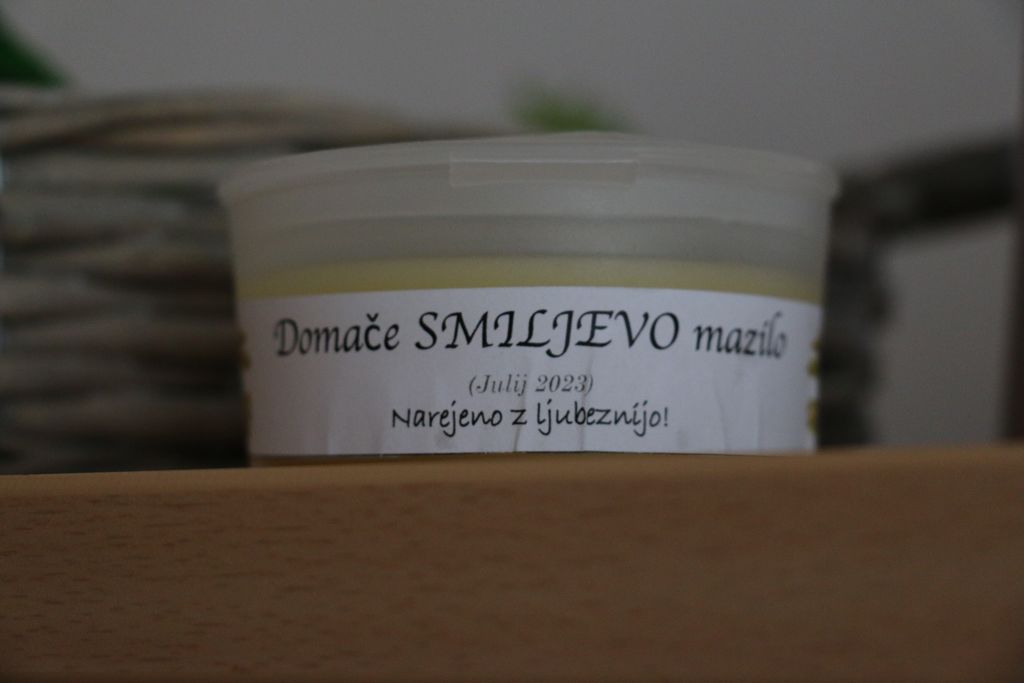 Domače SMILJEVO mazilo
(Julij 2023)
Narejeno z ljubeznijo!